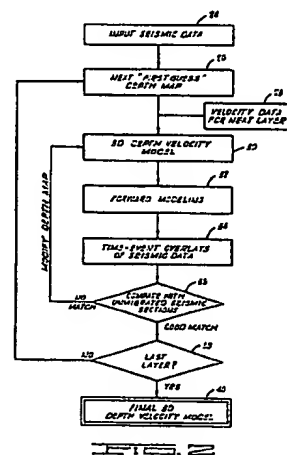 INPUT SEISMIC DATA
NEXT "FIRST GUESS"
DEPTH MAP
VELOCITY DATA
FOR NEXT LAYER
3D DEPTH VELOCITY
MODEL
MODIFY DEPTH MAP
FORWARD MODELING
TIME-EVENT OVERLAYS
OF SEISMIC DATA
COMPARE WITH
UNMIGRATED SEISMIC
SECTIONS
NO
MATCH
GOOD MATCH
NO
LAST
LAYER?
YES
FINAL 3D
DEPTH VELOCITY MODEL